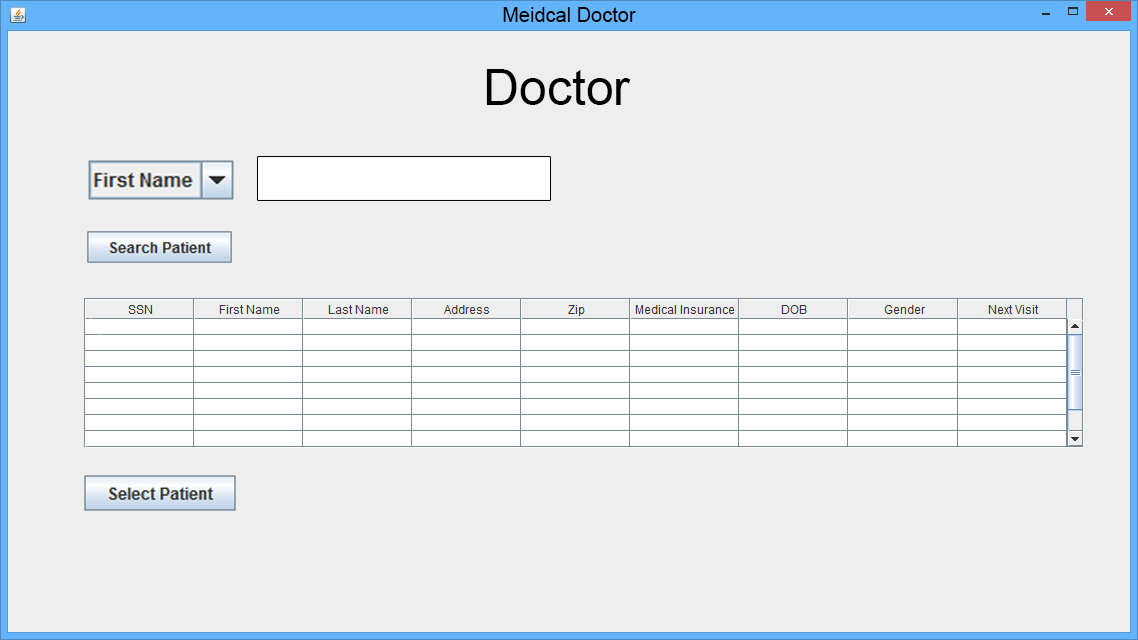 Meidcal Doctor
Doctor
First Name
Search Patient
SSN First Name Last Name Address Zip Medical Insurance DOB Gender Next Visit
Select Patient